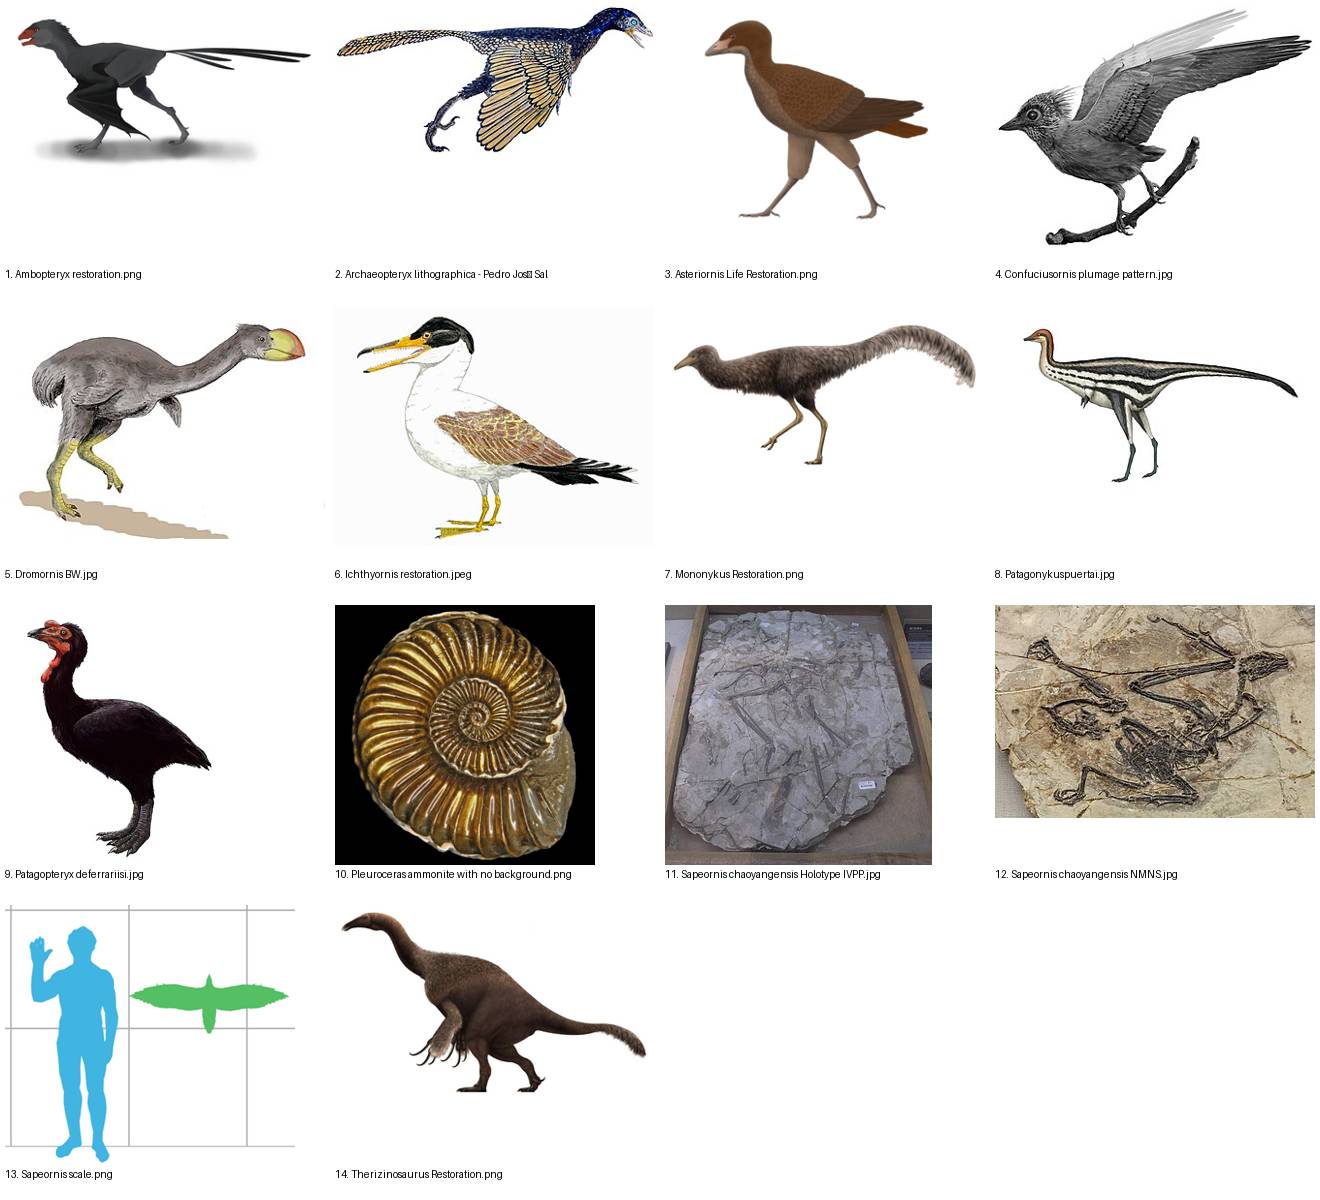 1. Ambopteryx restoration.png
2. Archaeopteryx lithographica - Pedro Jos Sal
3. Asteriornis Life Restoration.png
4. Confuciusornis plumage pattern.jpg
5. Dromornis BW.jpg
6. Ichthyornis restoration.jpeg
7. Mononykus Restoration.png
8. Patagonykuspuertai.jpg
9. Patagopteryx deferrariisi.jpg
10. Pleuroceras ammonite with no background.png
11. Sapeornis chaoyangensis Holotype IVPP.jpg
12. Sapeornis chaoyangensis NMNS.jpg
13. Sapeornis scale.png
14. Therizinosaurus Restoration.png